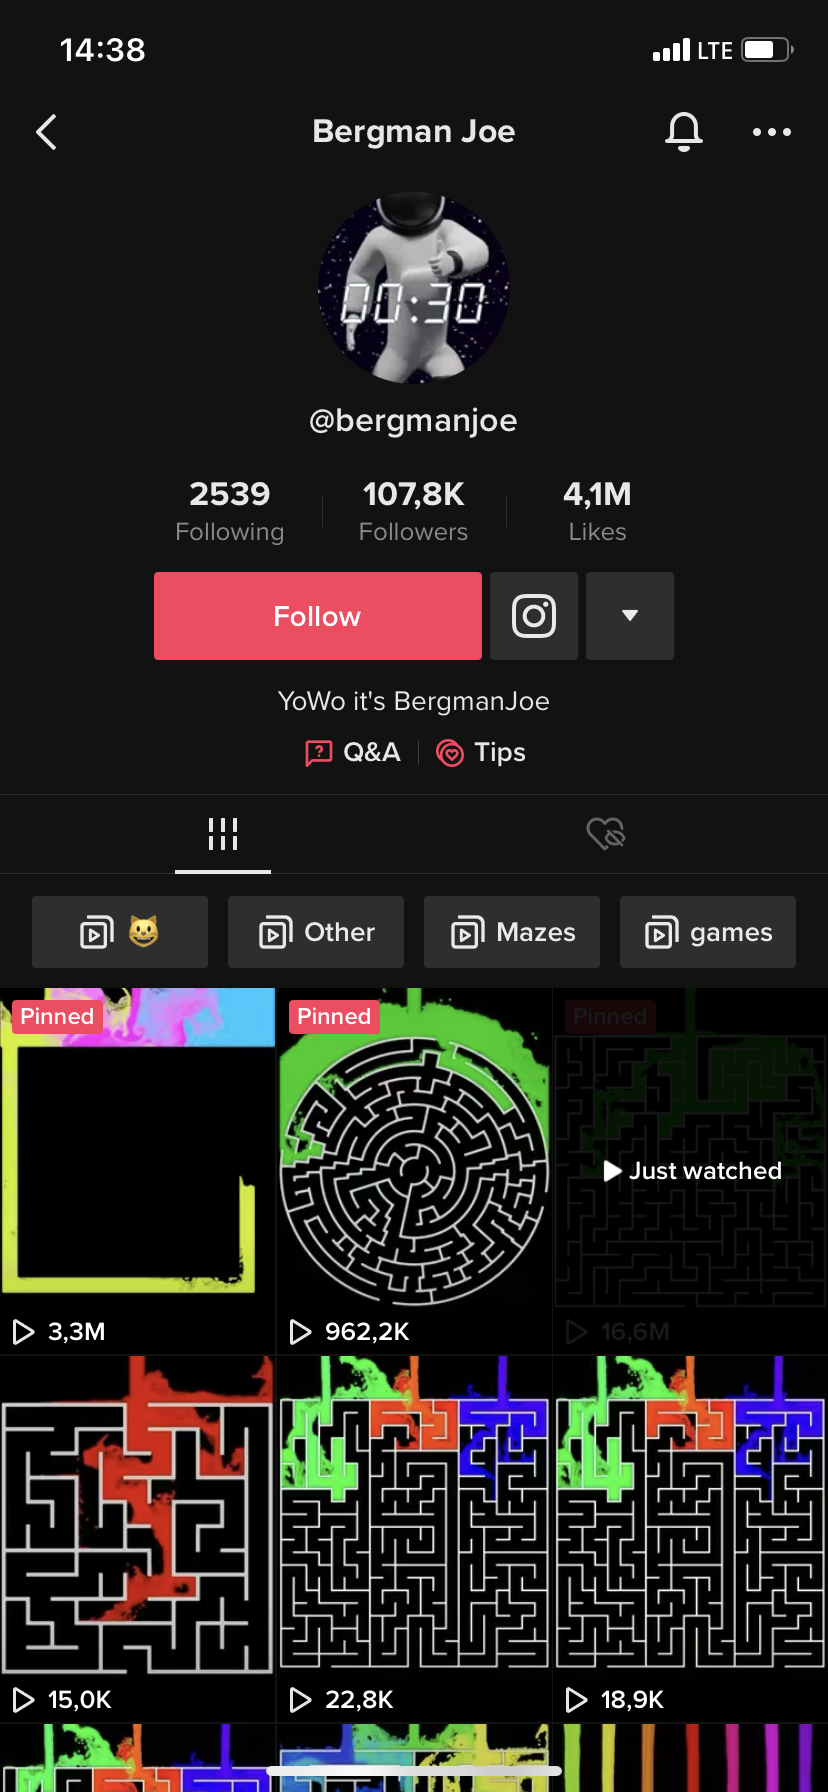 14:38
LTE
Bergman Joe
00:30
@bergmanjoe
2539
107,8K
4,1M
Following
Followers
Likes
Follow
YoWo it's BergmanJoe
Q&A
Tips
Other
Mazes
games
Pinned
Pinned
Pinned
Just watched
3,3M
962,2K
16,6M
15,0K
22,8K
18,9K